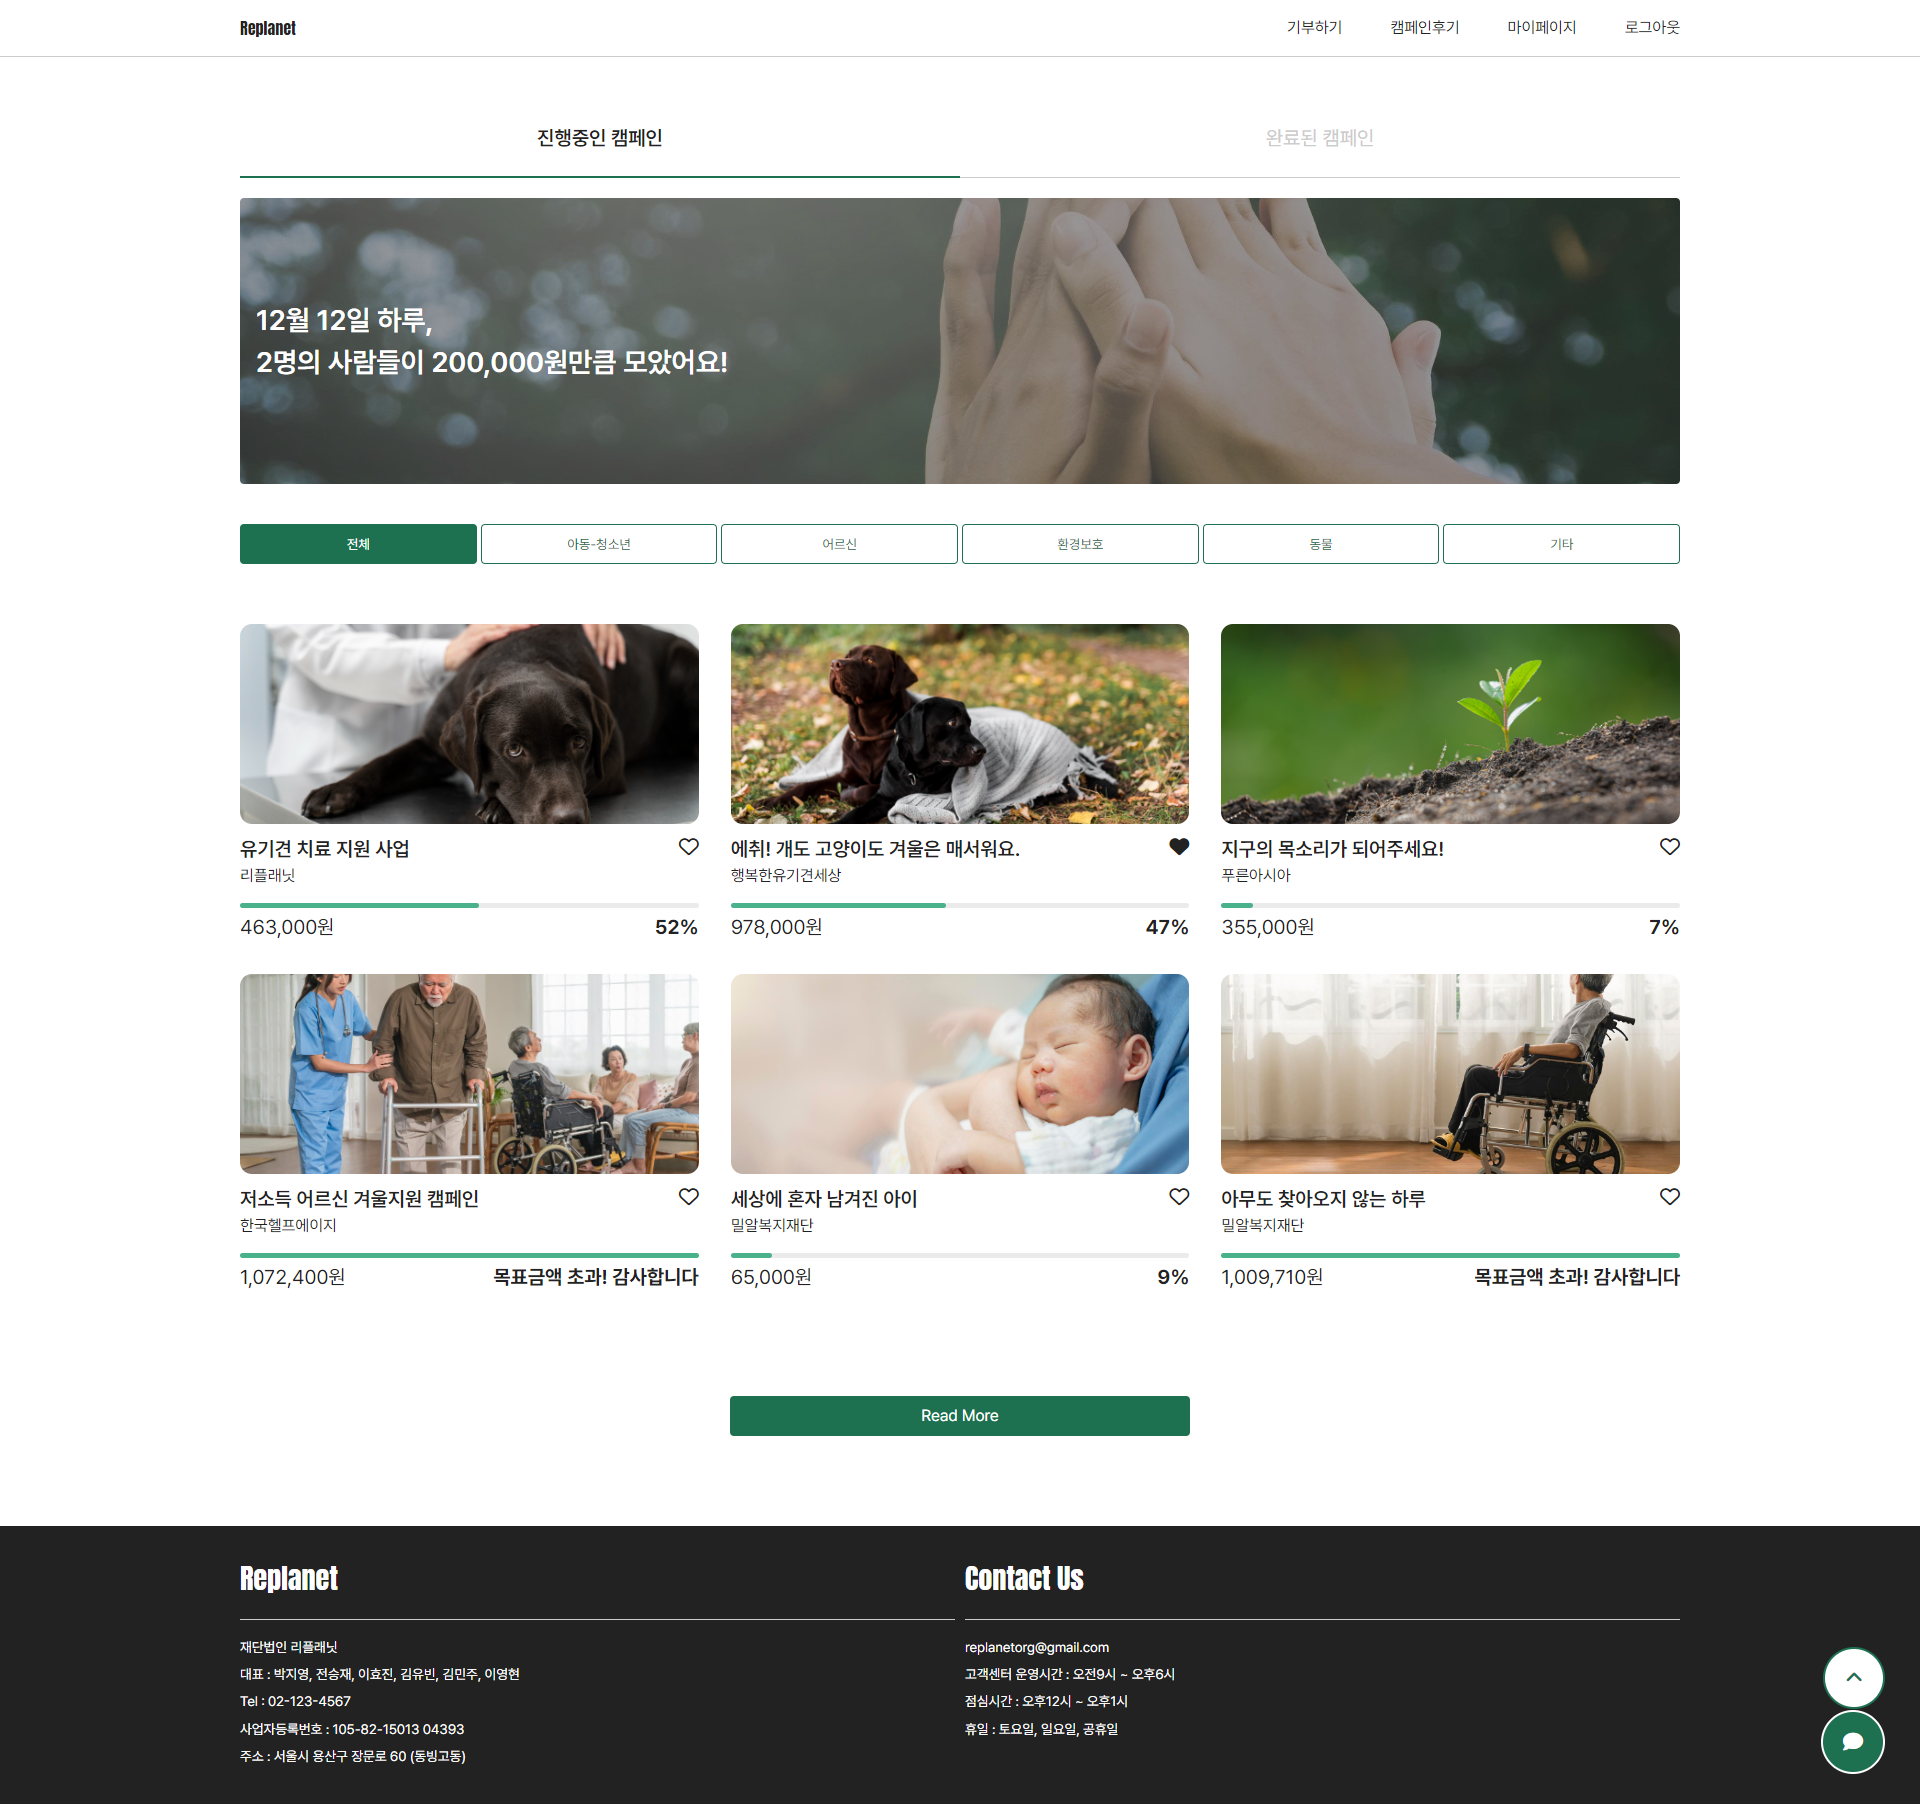 Replanet
기부하기 캠페인후기 마이페이지 로그아웃
진행중인 캠페인 완료된 캠페인
12월 12일 하루,
2명의 사람들이 200,000원만큼 모았어요!
전체 아동-청소년 어르신 환경보호 동물 기타
유기견 치료 지원 사업
리플래닛
463,000원 52%
에취! 개도 고양이도 겨울은 매서워요.
행복한유기견세상
978,000원 47%
지구의 목소리가 되어주세요!
푸른아시아
355,000원 7%
저소득 어르신 겨울지원 캠페인
한국헬프에이지
1,072,400원 목표금액 초과! 감사합니다
세상에 혼자 남겨진 아이
밀알복지재단
65,000원 9%
아무도 찾아오지 않는 하루
밀알복지재단
1,009,710원 목표금액 초과! 감사합니다
Read More
Replanet
재단법인 리플래닛
대표 : 박지영, 전승재, 이효진, 김유빈, 김민주, 이영현
Tel : 02-123-4567
사업자등록번호 : 105-82-15013 04393
주소 : 서울시 용산구 장문로 60 (동빙고동)
Contact Us
replanetorg@gmail.com
고객센터 운영시간 : 오전9시 ~ 오후6시
점심시간 : 오후12시 ~ 오후1시
휴일 : 토요일, 일요일, 공휴일